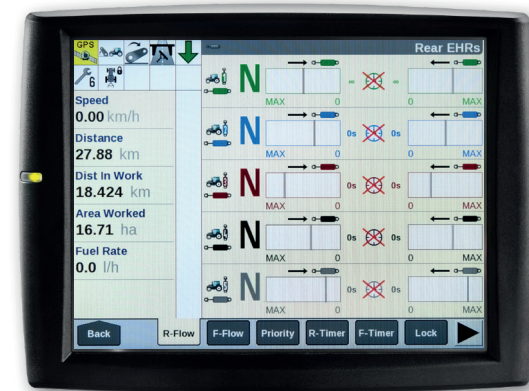 GPS
Rear EHRs
6
Speed
0.00 km/h
Distance
27.88 km
Dist In Work
18.424 km
Area Worked
16.71 ha
Fuel Rate
0.0 l/h
N
MAX 0 - - 0 MAX
N
MAX 0 0s 0s 0 MAX
N
MAX 0 0s 0s 0 MAX
N
MAX 0 0s 0s 0 MAX
N
MAX 0 0s 0s 0 MAX
Back R-Flow F-Flow Priority R-Timer F-Timer Lock